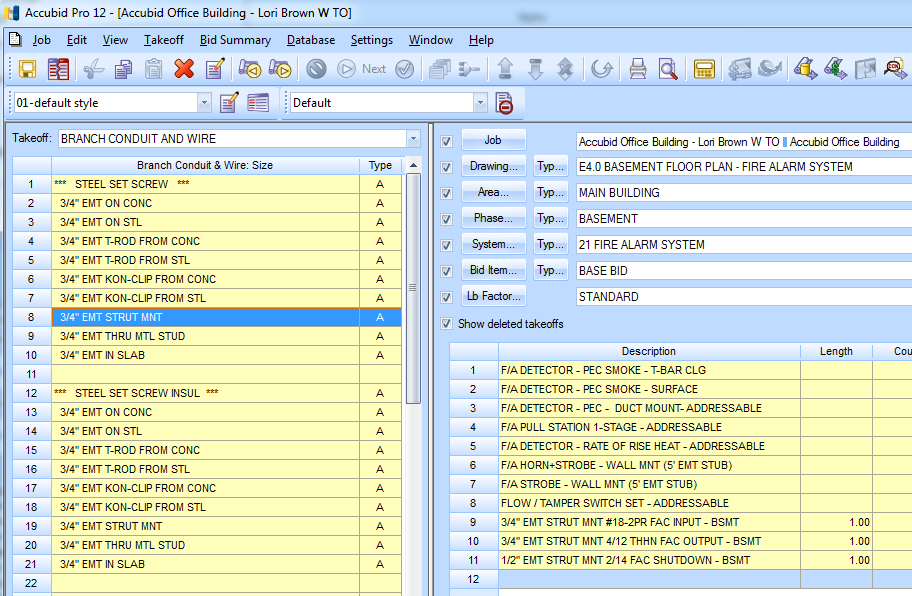 Accubid Pro 12 - [Accubid Office Building - Lori Brown W TO]
Job Edit View Takeoff Bid Summary Database Settings Window Help
Next
01-default style Default
Takeoff: BRANCH CONDUIT AND WIRE
Branch Conduit & Wire: Size Type
1 *** STEEL SET SCREW *** A
2 3/4" EMT ON CONC A
3 3/4" EMT ON STL A
4 3/4" EMT T-ROD FROM CONC A
5 3/4" EMT T-ROD FROM STL A
6 3/4" EMT KON-CLIP FROM CONC A
7 3/4" EMT KON-CLIP FROM STL A
8 3/4" EMT STRUT MNT A
9 3/4" EMT THRU MTL STUD A
10 3/4" EMT IN SLAB A
11
12 *** STEEL SET SCREW INSUL *** A
13 3/4" EMT ON CONC A
14 3/4" EMT ON STL A
15 3/4" EMT T-ROD FROM CONC A
16 3/4" EMT T-ROD FROM STL A
17 3/4" EMT KON-CLIP FROM CONC A
18 3/4" EMT KON-CLIP FROM STL A
19 3/4" EMT STRUT MNT A
20 3/4" EMT THRU MTL STUD A
21 3/4" EMT IN SLAB A
22
Job Accubid Office Building - Lori Brown W TO || Accubid Office Building
Drawing... Typ... E4.0 BASEMENT FLOOR PLAN - FIRE ALARM SYSTEM
Area... Typ... MAIN BUILDING
Phase... Typ... BASEMENT
System... Typ... 21 FIRE ALARM SYSTEM
Bid Item... Typ... BASE BID
Lb Factor... STANDARD
Show deleted takeoffs
Description Length Cou
1 F/A DETECTOR - PEC SMOKE - T-BAR CLG
2 F/A DETECTOR - PEC SMOKE - SURFACE
3 F/A DETECTOR - PEC - DUCT MOUNT- ADDRESSABLE
4 F/A PULL STATION 1-STAGE - ADDRESSABLE
5 F/A DETECTOR - RATE OF RISE HEAT - ADDRESSABLE
6 F/A HORN+STROBE - WALL MNT (5' EMT STUB)
7 F/A STROBE - WALL MNT (5' EMT STUB)
8 FLOW / TAMPER SWITCH SET - ADDRESSABLE
9 3/4" EMT STRUT MNT #18-2PR FAC INPUT - BSMT 1.00
10 3/4" EMT STRUT MNT 4/12 THHN FAC OUTPUT - BSMT 1.00
11 1/2" EMT STRUT MNT 2/14 FAC SHUTDOWN - BSMT 1.00
12